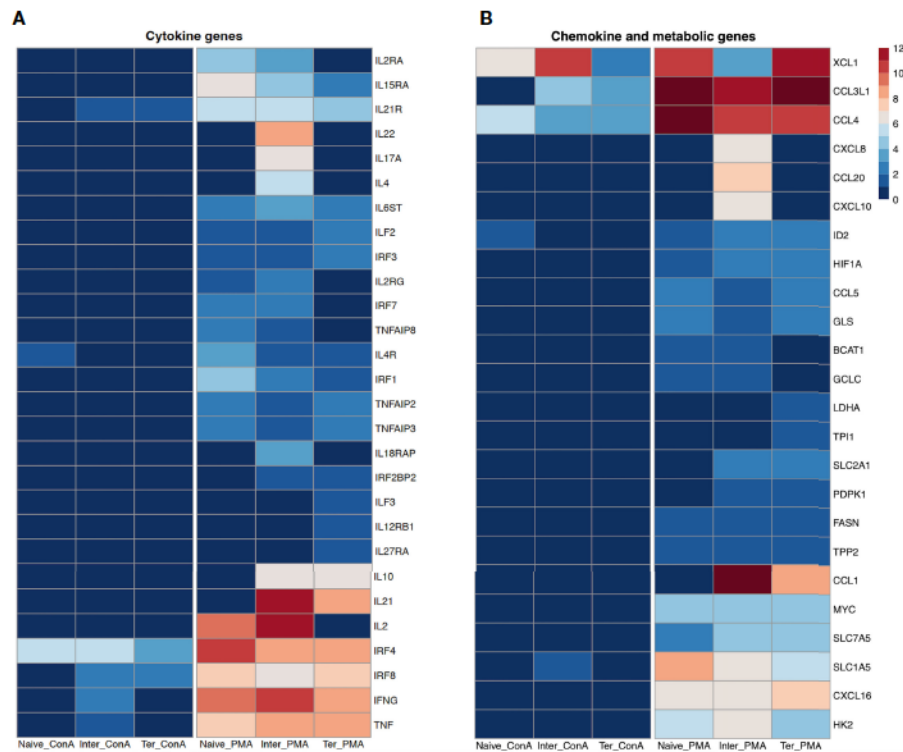 A
Cytokine genes
IL2RA
IL15RA
IL21R
IL22
IL17A
IL4
IL6ST
ILF2
IRF3
IL2RG
IRF7
TNFAIP8
IL4R
IRF1
TNFAIP2
TNFAIP3
IL18RAP
IRF2BP2
ILF3
IL12RB1
IL27RA
IL10
IL21
IL2
IRF4
IRF8
IFNG
TNF
Naive_ConA Inter_ConA Ter_ConA Naive_PMA Inter_PMA Ter_PMA
B
Chemokine and metabolic genes
XCL1
CCL3L1
CCL4
CXCL8
CCL20
CXCL10
ID2
HIF1A
CCL5
GLS
BCAT1
GCLC
LDHA
TPI1
SLC2A1
PDPK1
FASN
TPP2
CCL1
MYC
SLC7A5
SLC1A5
CXCL16
HK2
Naive_ConA Inter_ConA Ter_ConA Naive_PMA Inter_PMA Ter_PMA
12
10
8
6
4
2
0